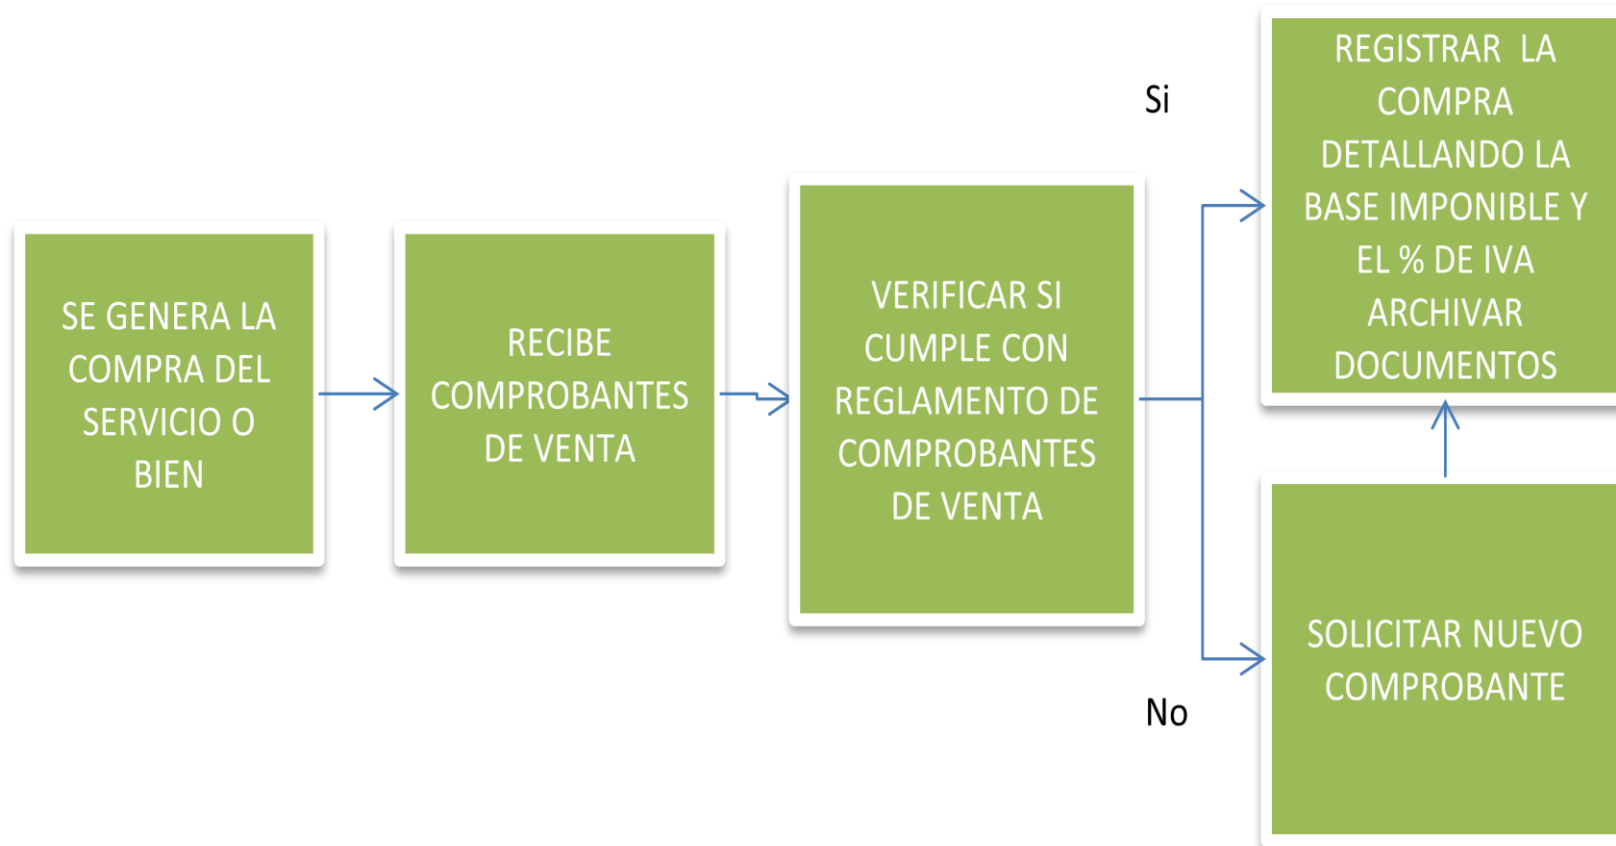 SE GENERA LA
COMPRA DEL
SERVICIO O
BIEN
RECIBE
COMPROBANTES
DE VENTA
VERIFICAR SI
CUMPLE CON
REGLAMENTO DE
COMPROBANTES
DE VENTA
Si
REGISTRAR LA
COMPRA
DETALLANDO LA
BASE IMPONIBLE Y
EL % DE IVA
ARCHIVAR
DOCUMENTOS
No
SOLICITAR NUEVO
COMPROBANTE